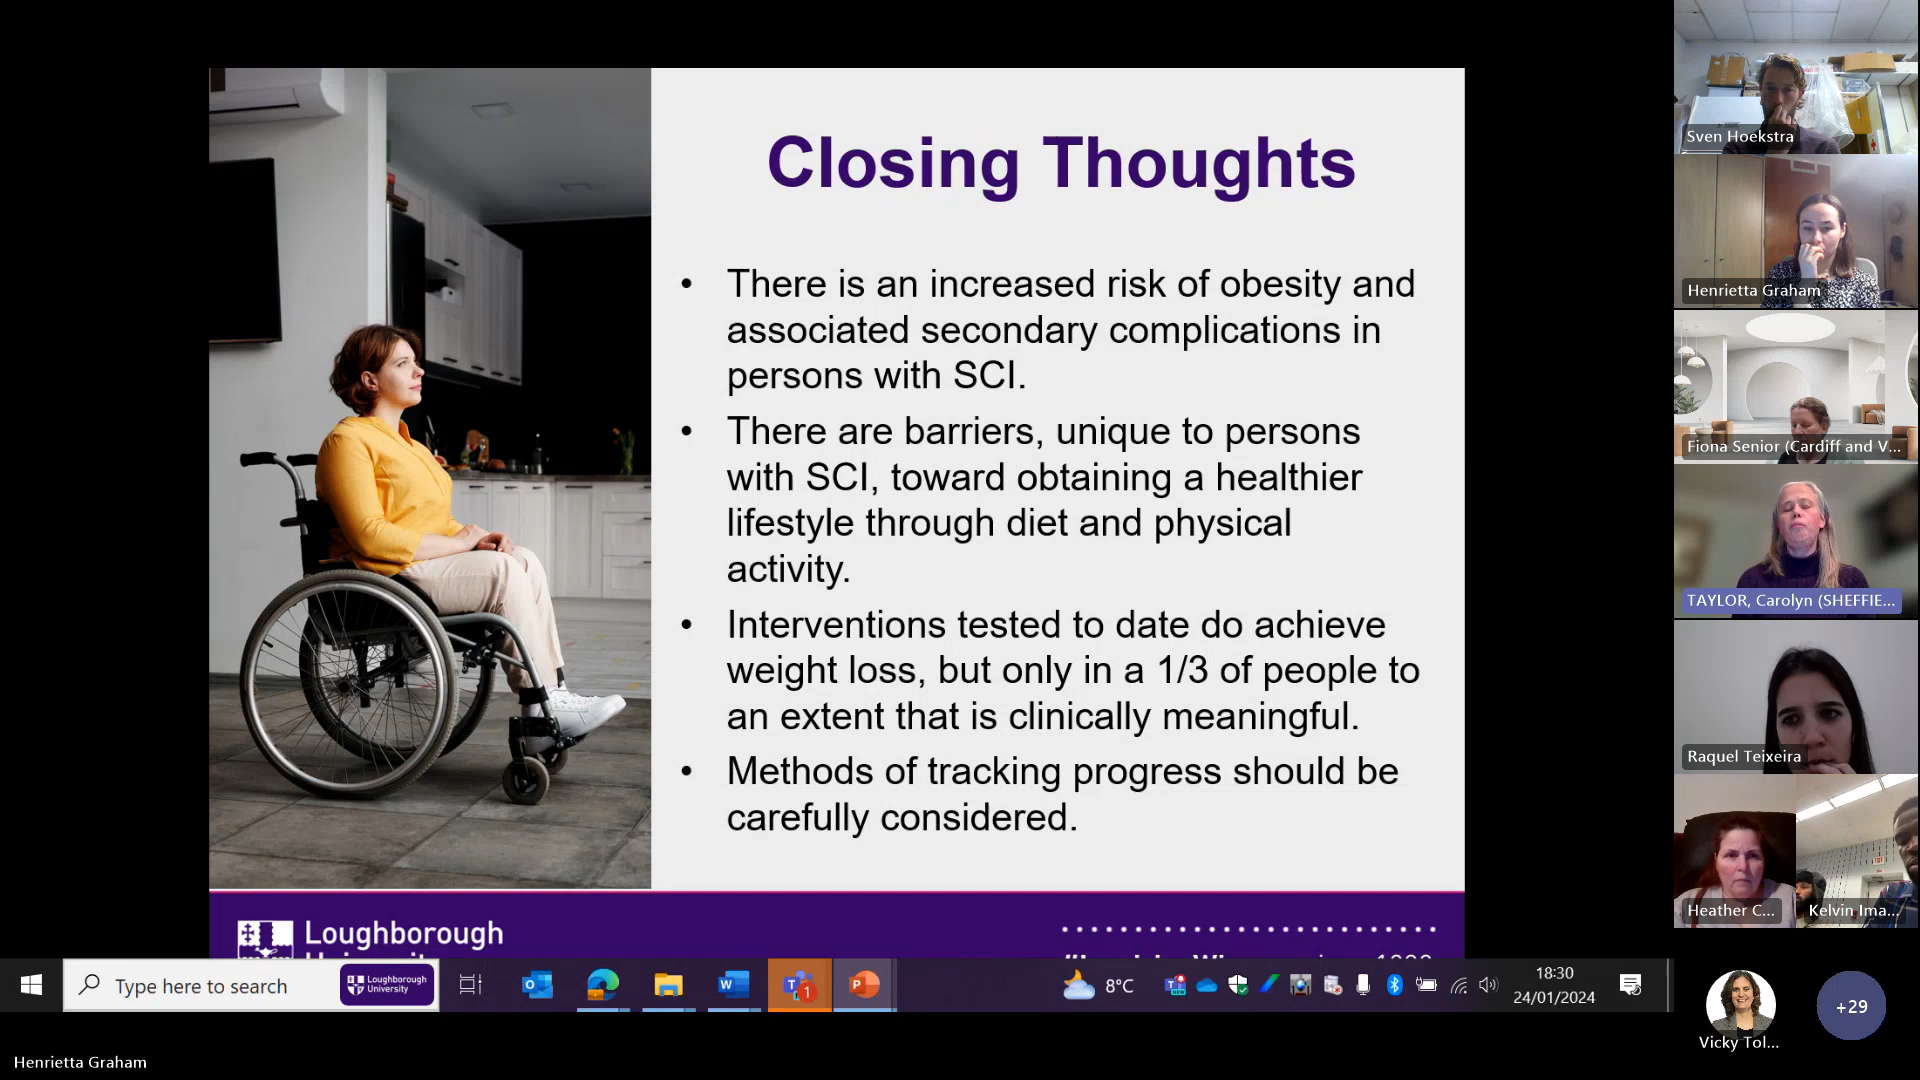 Closing Thoughts
• There is an increased risk of obesity and
associated secondary complications in
persons with SCI.
• There are barriers, unique to persons
with SCI, toward obtaining a healthier
lifestyle through diet and physical
activity.
• Interventions tested to date do achieve
weight loss, but only in a 1/3 of people to
an extent that is clinically meaningful.
• Methods of tracking progress should be
carefully considered.
Loughborough
Type here to search
Loughborough
University
1
8°C
18:30
24/01/2024
Henrietta Graham
Sven Hoekstra
Henrietta Graham
Fiona Senior (Cardiff and V...
TAYLOR, Carolyn (SHEFFIE...
Raquel Teixeira
Heather C...
Kelvin Ima...
Vicky Tol...
+29